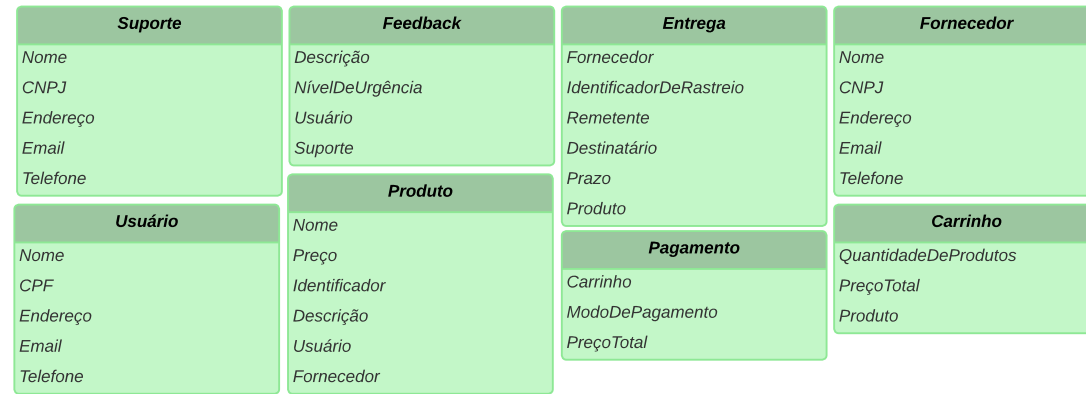 Suporte
Nome
CNPJ
Endereço
Email
Telefone
Feedback
Descrição
NívelDeUrgência
Usuário
Suporte
Entrega
Fornecedor
IdentificadorDeRastreio
Remetente
Destinatário
Prazo
Produto
Fornecedor
Nome
CNPJ
Endereço
Email
Telefone
Usuário
Nome
CPF
Endereço
Email
Telefone
Produto
Nome
Preço
Identificador
Descrição
Usuário
Fornecedor
Pagamento
Carrinho
ModoDePagamento
PreçoTotal
Carrinho
QuantidadeDeProdutos
PreçoTotal
Produto